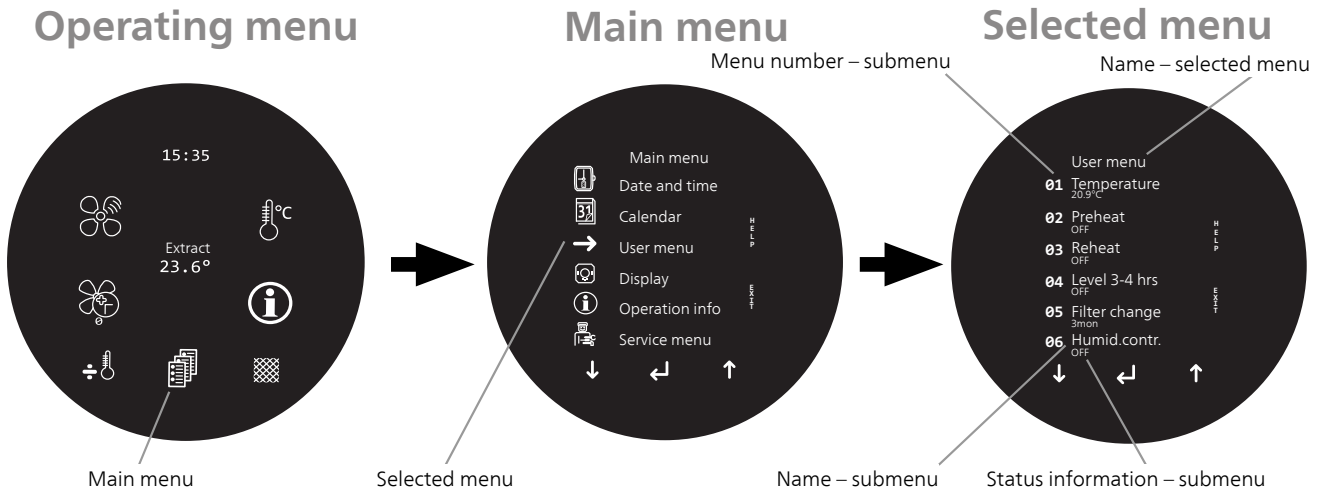 Operating menu
Main menu
Selected menu
Menu number – submenu
Name – selected menu
15:35
°C
Extract
23.6°
0
Main menu
Date and time
31
Calendar
User menu
Display
Operation info
Service menu
HELP
EXIT
User menu
01 Temperature
20.9°C
02 Preheat
OFF
03 Reheat
OFF
04 Level 3-4 hrs
OFF
05 Filter change
3mon
06 Humid.contr.
OFF
HELP
EXIT
Main menu
Selected menu
Name – submenu
Status information – submenu